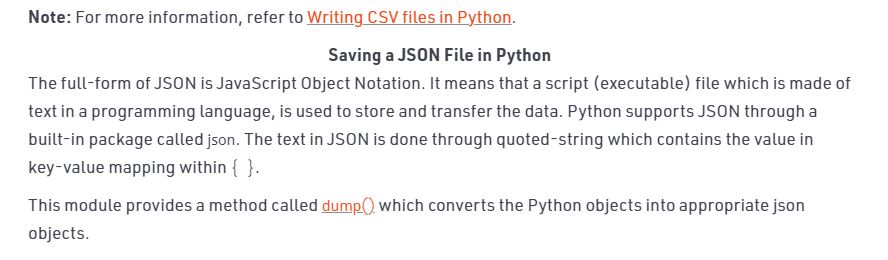 Note: For more information, refer to Writing CSV files in Python.
Saving a JSON File in Python
The full-form of JSON is JavaScript Object Notation. It means that a script (executable) file which is made of
text in a programming language, is used to store and transfer the data. Python supports JSON through a
built-in package called json. The text in JSON is done through quoted-string which contains the value in
key-value mapping within { }.
This module provides a method called dump() which converts the Python objects into appropriate json
objects.